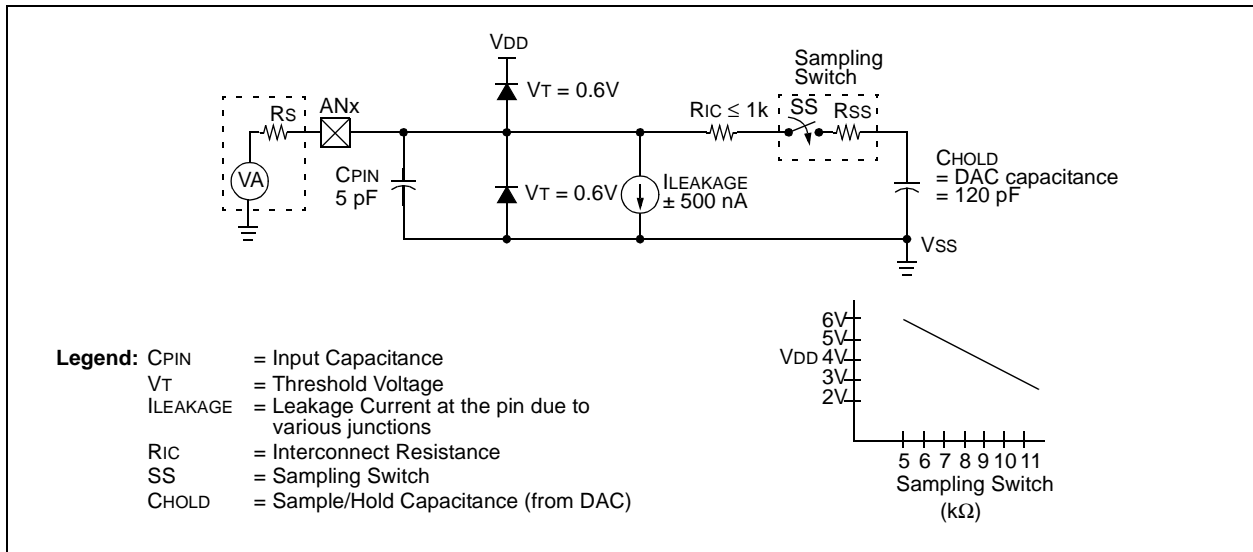 VDD
Sampling
Switch
VT = 0.6V
RS
ANx
RIC ≤ 1k
SS
RSS
VA
CPIN
5 pF
VT = 0.6V
ILEAKAGE
± 500 nA
CHOLD
= DAC capacitance
= 120 pF
VSS
6V
5V
VDD 4V
3V
2V
5 6 7 8 9 10 11
Sampling Switch
(kΩ)
Legend: CPIN = Input Capacitance
VT = Threshold Voltage
ILEAKAGE = Leakage Current at the pin due to
various junctions
RIC = Interconnect Resistance
SS = Sampling Switch
CHOLD = Sample/Hold Capacitance (from DAC)